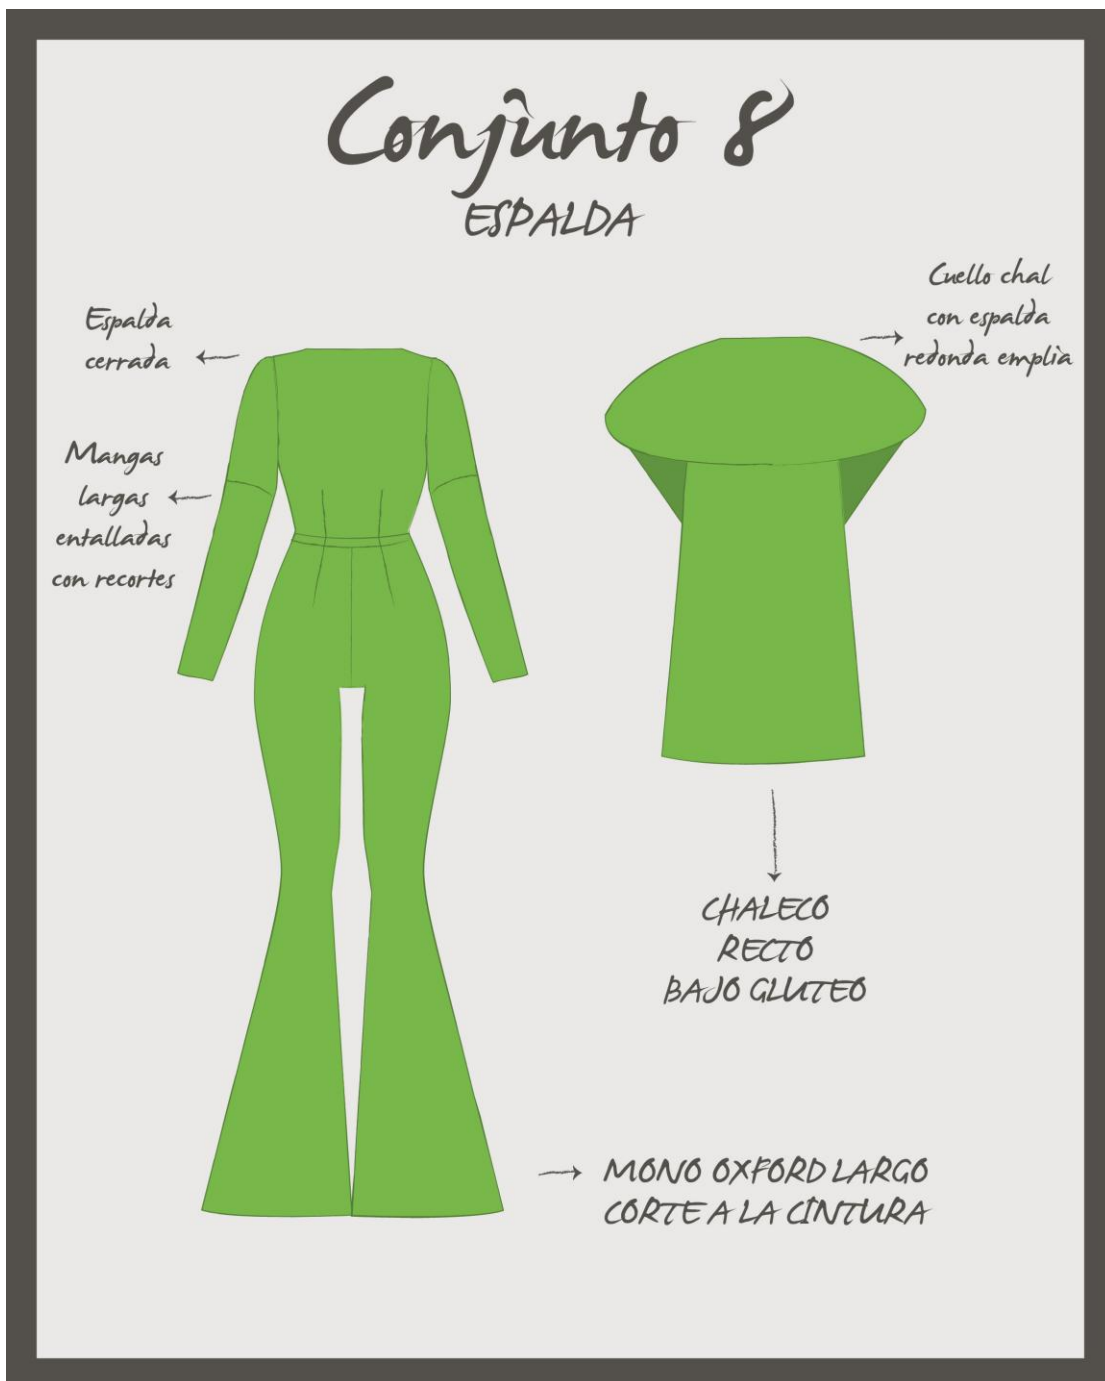 Conjunto 8
ESPALDA
Espalda
cerrada
Mangas
largas
entalladas
con recortes
Cuello chal
con espalda
redonda emplia
CHALECO
RECTO
BAJO GLUTEO
MONO OXFORD LARGO
CORTE A LA CINTURA